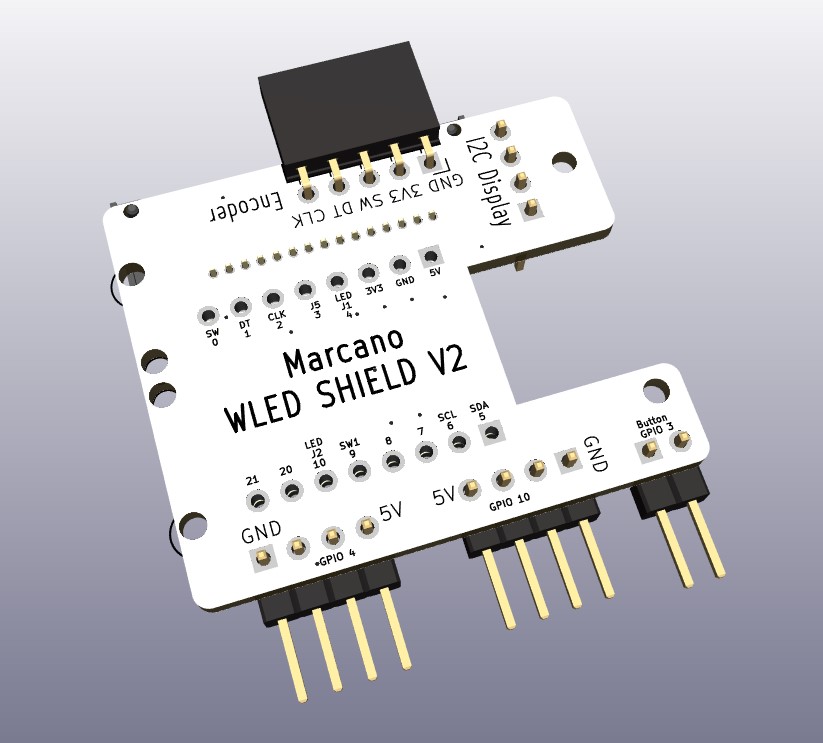 Encoder
CLK
DT
SW
3V3
GND
I2C Display
SW
0
DT
1
CLK
2
J5
3
LED
J1
4
3V3
GND
5V
Marcano
WLED SHIELD V2
21
20
LED
J2
10
SW1
9
8
7
SCL
6
SDA
5
GND
GPIO 4
5V
5V
GPIO 10
GND
Button
GPIO 3